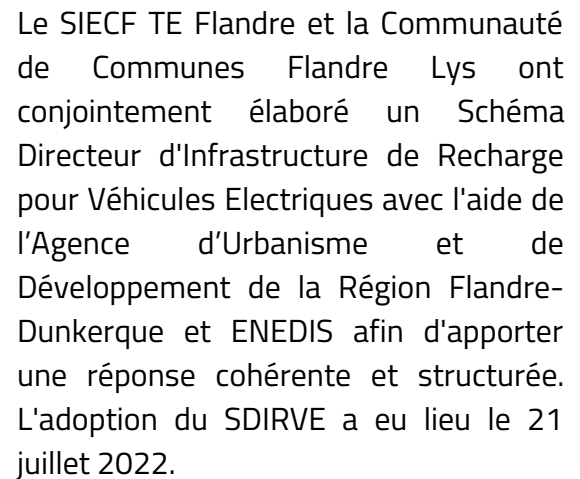 Le SIECF TE Flandre et la Communauté
de Communes Flandre Lys ont
conjointement élaboré un Schéma
Directeur d'Infrastructure de Recharge
pour Véhicules Electriques avec l'aide de
l’Agence d’Urbanisme et de
Développement de la Région Flandre-
Dunkerque et ENEDIS afin d'apporter
une réponse cohérente et structurée.
L'adoption du SDIRVE a eu lieu le 21
juillet 2022.